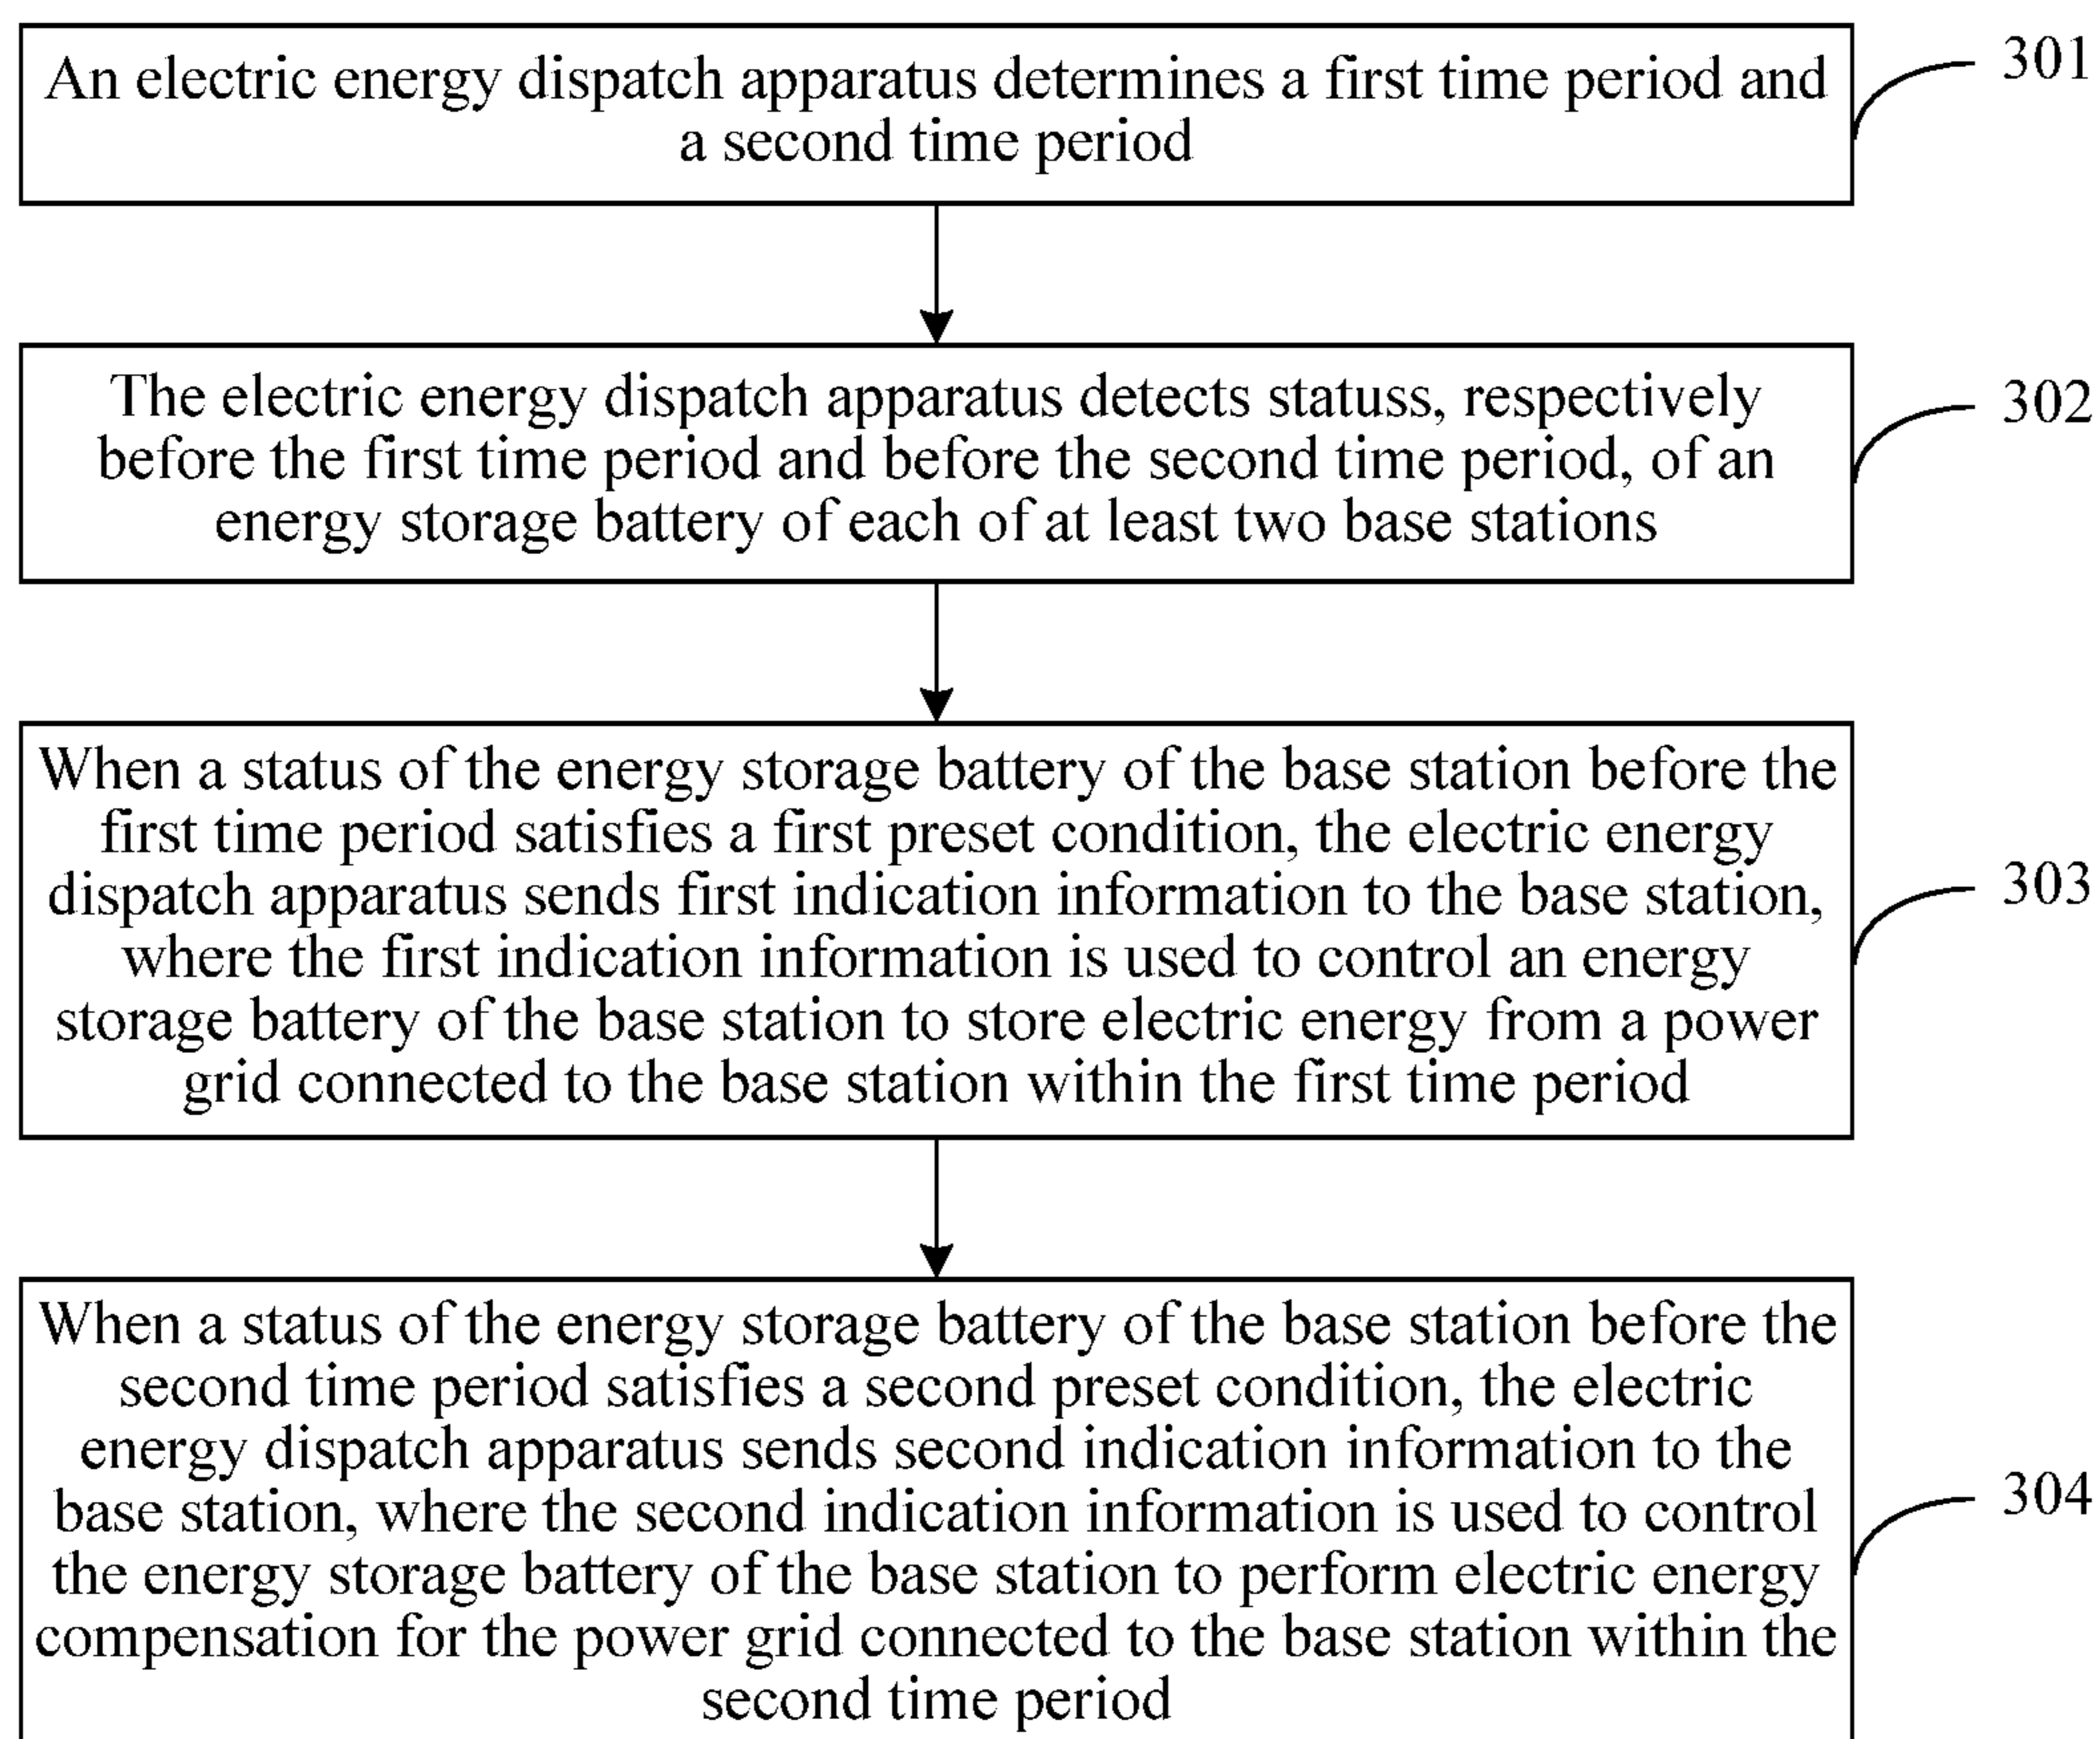 An electric energy dispatch apparatus determines a first time period and
a second time period
301
The electric energy dispatch apparatus detects statuss, respectively
before the first time period and before the second time period, of an
energy storage battery of each of at least two base stations
302
When a status of the energy storage battery of the base station before the
first time period satisfies a first preset condition, the electric energy
dispatch apparatus sends first indication information to the base station,
where the first indication information is used to control an energy
storage battery of the base station to store electric energy from a power
grid connected to the base station within the first time period
303
When a status of the energy storage battery of the base station before the
second time period satisfies a second preset condition, the electric
energy dispatch apparatus sends second indication information to the
base station, where the second indication information is used to control
the energy storage battery of the base station to perform electric energy
compensation for the power grid connected to the base station within the
second time period
304